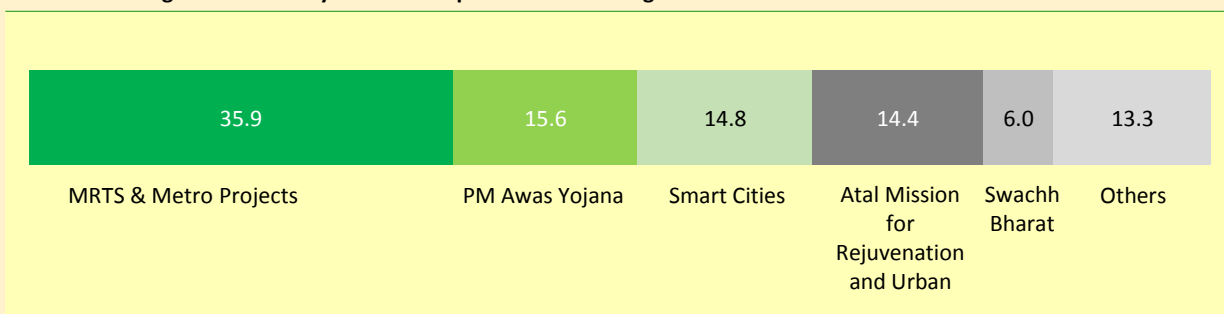 35.9 15.6 14.8 14.4 6.0 13.3
MRTS & Metro Projects
PM Awas Yojana
Smart Cities
Atal Mission
for
Rejuvenation
and Urban
Swachh
Bharat
Others